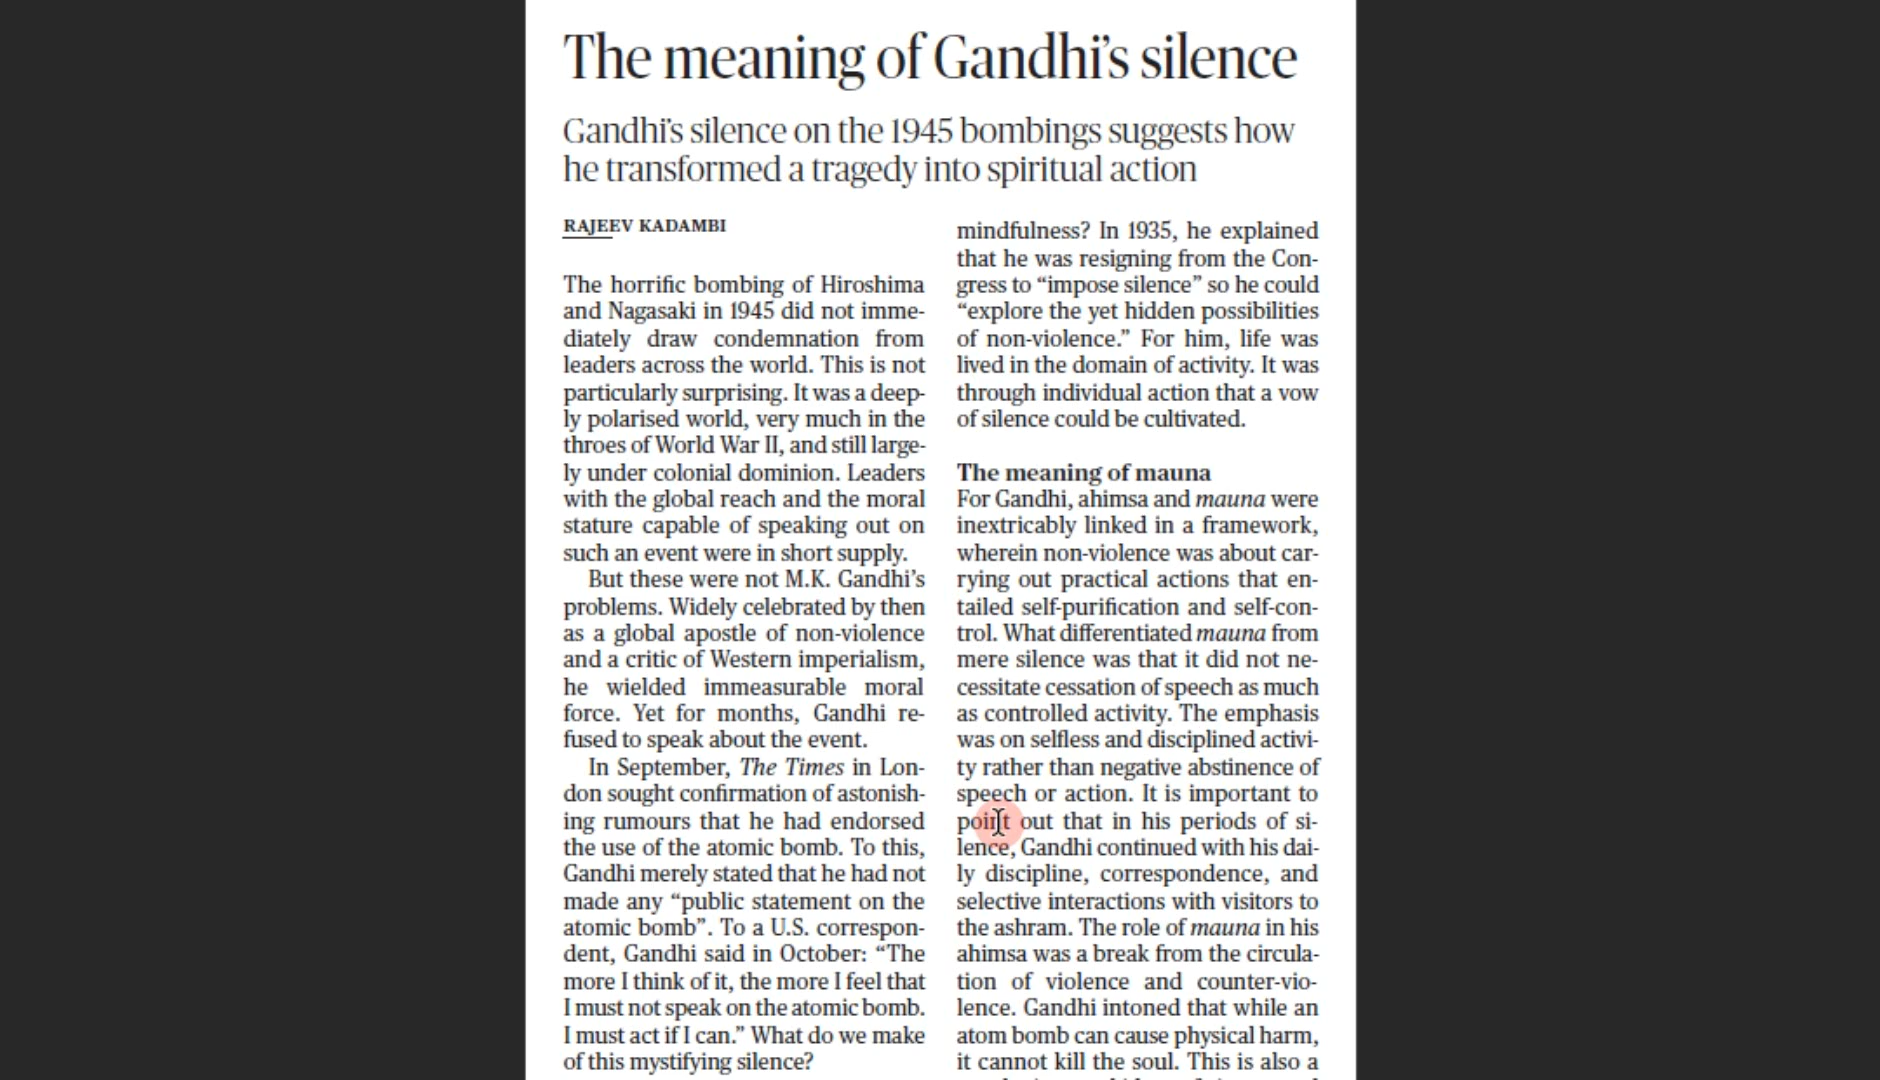 The meaning of Gandhi's silence
Gandhi's silence on the 1945 bombings suggests how
he transformed a tragedy into spiritual action
RAJEEV KADAMBI
The horrific bombing of Hiroshima
and Nagasaki in 1945 did not imme-
diately draw condemnation from
leaders across the world. This is not
particularly surprising. It was a deep-
ly polarised world, very much in the
throes of World War II, and still large-
ly under colonial dominion. Leaders
with the global reach and the moral
stature capable of speaking out on
such an event were in short supply.
But these were not M.K. Gandhi's
problems. Widely celebrated by then
as a global apostle of non-violence
and a critic of Western imperialism,
he wielded immeasurable moral
force. Yet for months, Gandhi re-
fused to speak about the event.
In September, The Times in Lon-
don sought confirmation of astonish-
ing rumours that he had endorsed
the use of the atomic bomb. To this,
Gandhi merely stated that he had not
made any “public statement on the
atomic bomb”. To a U.S. correspon-
dent, Gandhi said in October: “The
more I think of it, the more I feel that
I must not speak on the atomic bomb.
I must act if I can.” What do we make
of this mystifying silence?
mindfulness? In 1935, he explained
that he was resigning from the Con-
gress to “impose silence” so he could
“explore the yet hidden possibilities
of non-violence.” For him, life was
lived in the domain of activity. It was
through individual action that a vow
of silence could be cultivated.
The meaning of mauna
For Gandhi, ahimsa and mauna were
inextricably linked in a framework,
wherein non-violence was about car-
rying out practical actions that en-
tailed self-purification and self-con-
trol. What differentiated mauna from
mere silence was that it did not ne-
cessitate cessation of speech as much
as controlled activity. The emphasis
was on selfless and disciplined activi-
ty rather than negative abstinence of
speech or action. It is important to
point out that in his periods of si-
lence, Gandhi continued with his dai-
ly discipline, correspondence, and
selective interactions with visitors to
the ashram. The role of mauna in his
ahimsa was a break from the circula-
tion of violence and counter-vio-
lence. Gandhi intoned that while an
atom bomb can cause physical harm,
it cannot kill the soul. This is also a